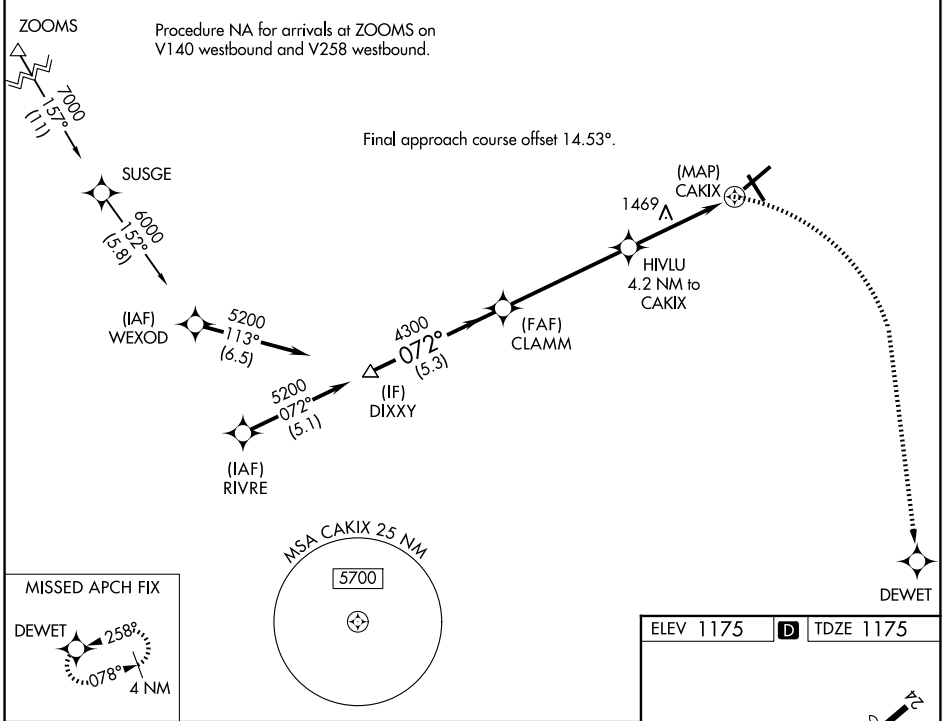 ZOOMS
Procedure NA for arrivals at ZOOMS on
V140 westbound and V258 westbound.
7000
157°
(11)
Final approach course offset 14.53°.
SUSGE
6000
152°
(5.8)
(MAP)
CAKIX
1469
HIVLU
4.2 NM to
CAKIX
(IAF)
WEXOD
5200
113°
(6.5)
4300
072°
(5.3)
(FAF)
CLAMM
5200
072°
(5.1)
(IF)
DIXXY
(IAF)
RIVRE
MSA CAKIX 25 NM
5700
DEWET
MISSED APCH FIX
DEWET
258°
078°
4 NM
ELEV 1175
D
TDZE 1175
24